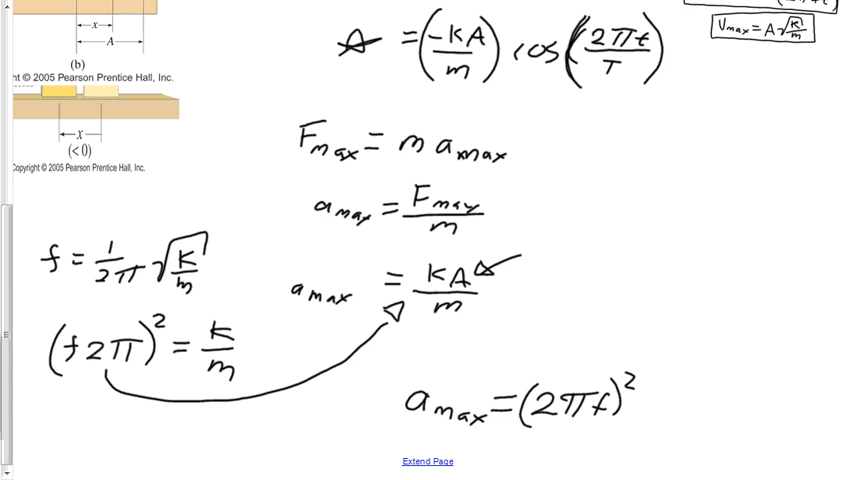 x
A
(b)
ht © 2005 Pearson Prentice Hall, Inc.
x
(< 0)
Copyright © 2005 Pearson Prentice Hall, Inc.
Vmax = A√(k/m)
A = (-kA/m) cos(2πt/T)
Fmax = m amax
amax = Fmax/m
f = 1/2π √(k/m)
amax = kA/m
(f2π)² = k/m
amax = (2πf)²
Extend Page